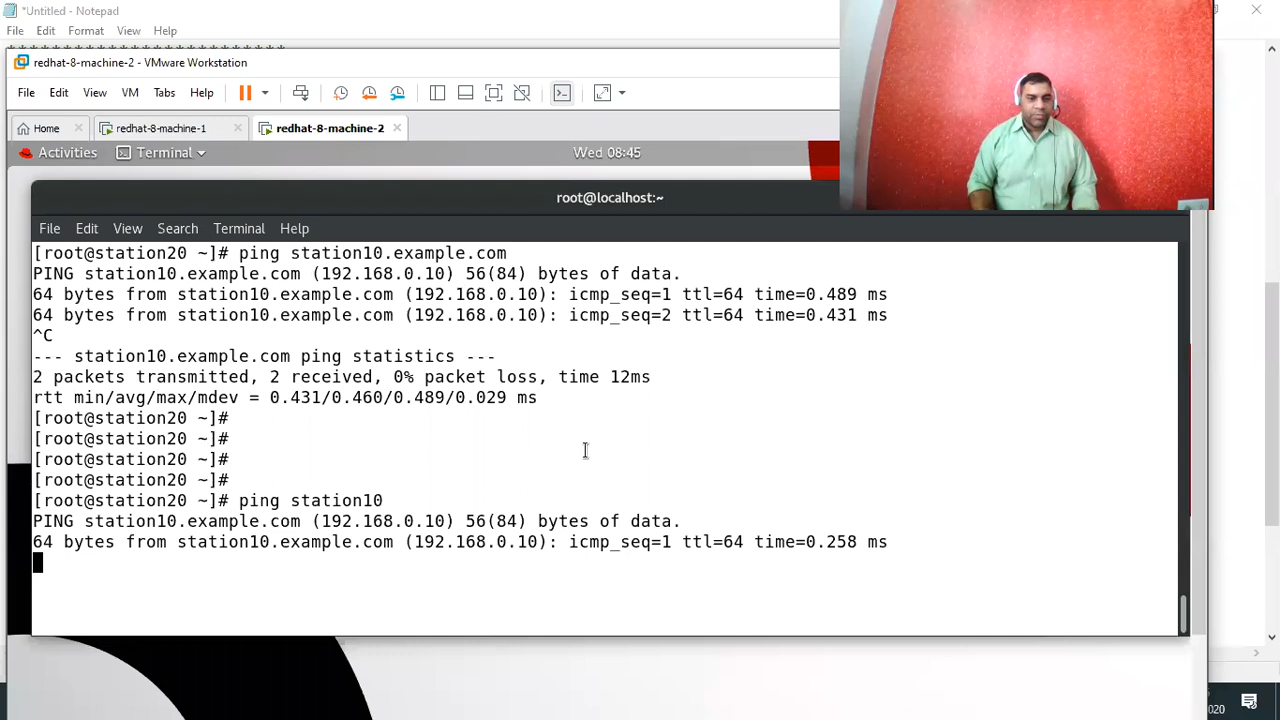 *Untitled - Notepad
File Edit Format View Help
redhat-8-machine-2 - VMware Workstation
File Edit View VM Tabs Help
Home redhat-8-machine-1 redhat-8-machine-2
Activities Terminal Wed 08:45
root@localhost:~
File Edit View Search Terminal Help
[root@station20 ~]# ping station10.example.com
PING station10.example.com (192.168.0.10) 56(84) bytes of data.
64 bytes from station10.example.com (192.168.0.10): icmp_seq=1 ttl=64 time=0.489 ms
64 bytes from station10.example.com (192.168.0.10): icmp_seq=2 ttl=64 time=0.431 ms
^C
--- station10.example.com ping statistics ---
2 packets transmitted, 2 received, 0% packet loss, time 12ms
rtt min/avg/max/mdev = 0.431/0.460/0.489/0.029 ms
[root@station20 ~]#
[root@station20 ~]#
[root@station20 ~]#
[root@station20 ~]#
[root@station20 ~]# ping station10
PING station10.example.com (192.168.0.10) 56(84) bytes of data.
64 bytes from station10.example.com (192.168.0.10): icmp_seq=1 ttl=64 time=0.258 ms